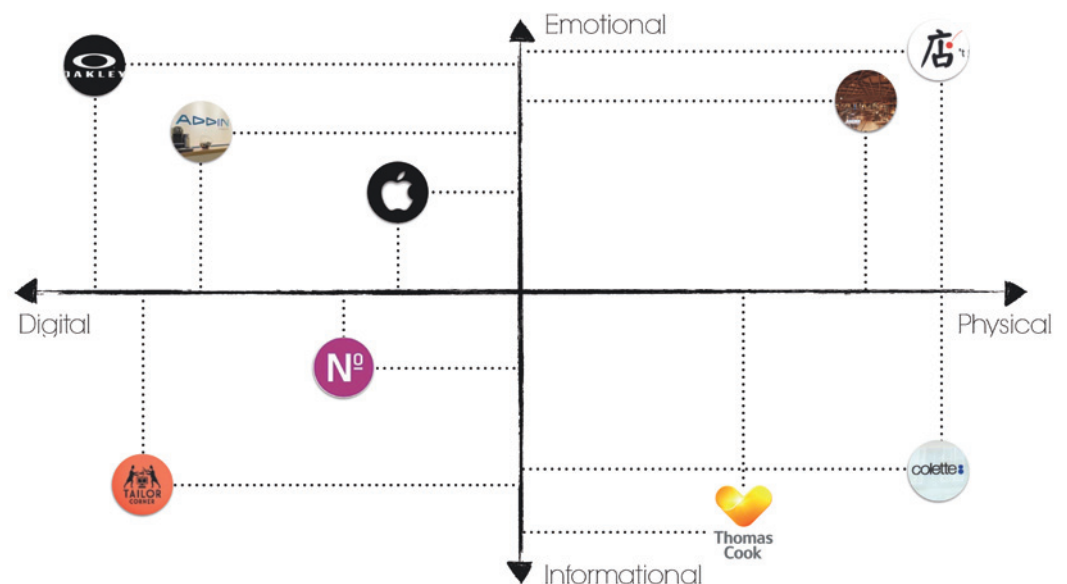 Emotional
OAKLEY
店
't
ADDIN
Digital
Physical
Nº
TAILOR
CORNER
colette:
Thomas
Cook
Informational